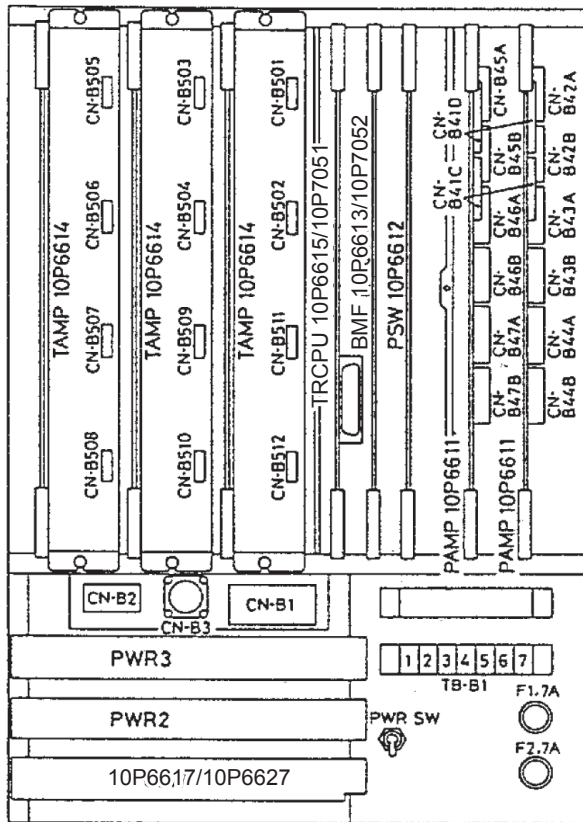 CN-B505
CN-B506
CN-B507
CN-B508
TAMP 10P6614
CN-B503
CN-B504
CN-B509
CN-B510
TAMP 10P6614
CN-B501
CN-B502
CN-B511
CN-B512
TRCPU 10P6615/10P7051
BMF 10P6613/10P7052
PSW 10P6612
PAMP 10P6611
CN-B41D
CN-B41C
CN-B45A
CN-B45B
CN-B46A
CN-B46B
CN-B47A
CN-B47B
PAMP 10P6611
CN-B42A
CN-B42B
CN-B43A
CN-B43B
CN-B44A
CN-B44B
CN-B2
CN-B3
CN-B1
PWR3
1 2 3 4 5 6 7
TB-B1
F1.7A
PWR2
PWR SW
F2.7A
10P6617/10P6627